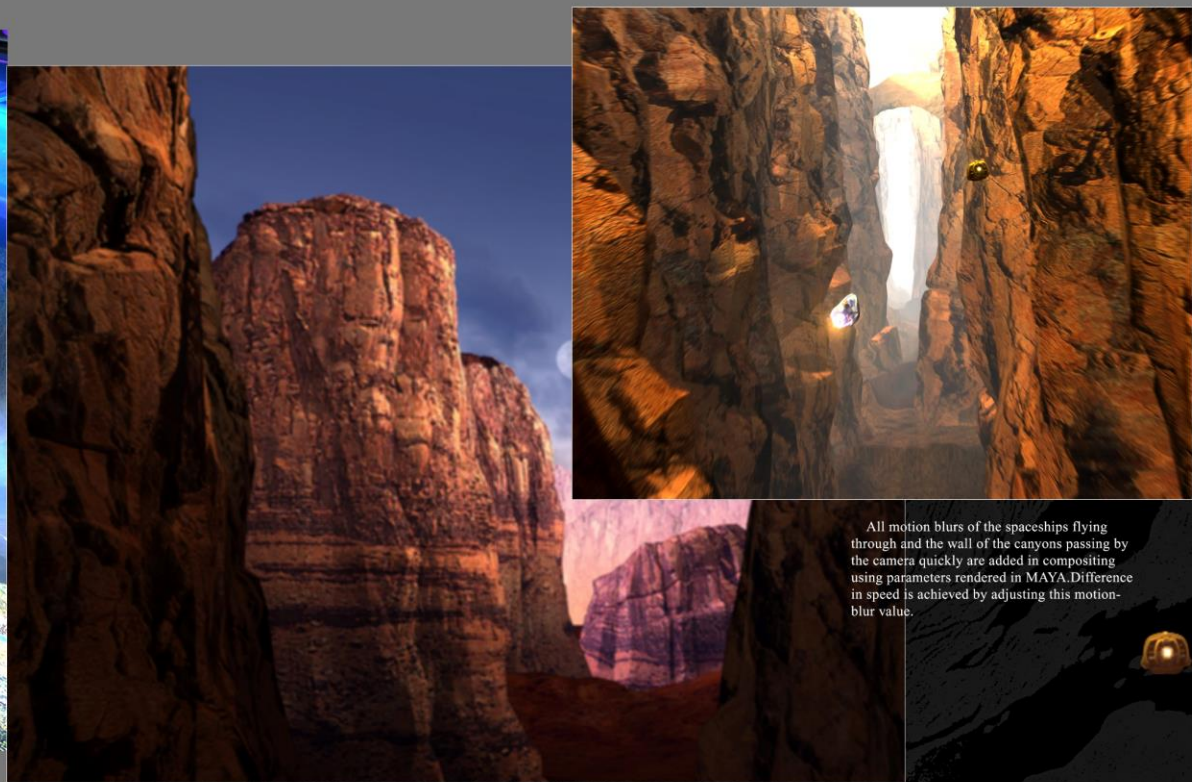 All motion blurs of the spaceships flying
through and the wall of the canyons passing by
the camera quickly are added in compositing
using parameters rendered in MAYA.Difference
in speed is achieved by adjusting this motion-
blur value.